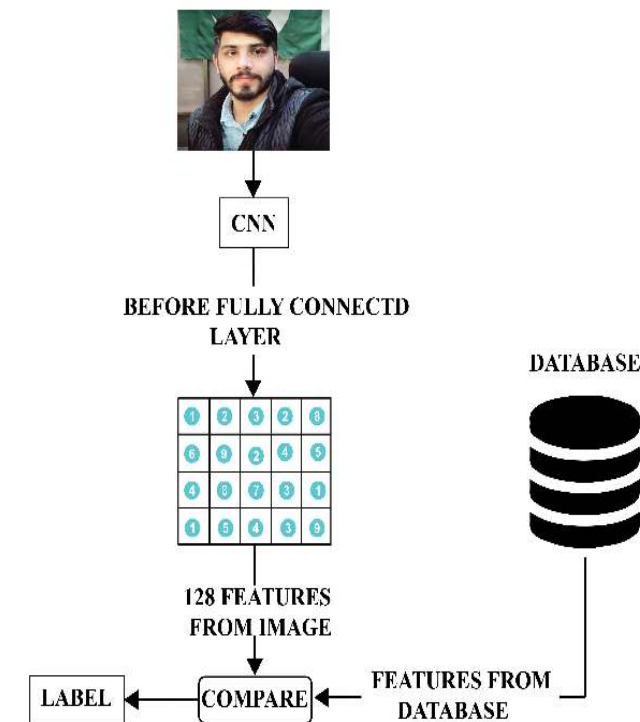 CNN
BEFORE FULLY CONNECTD
LAYER
DATABASE
1 2 3 2 8
6 9 2 4 5
4 8 7 3 1
1 5 4 3 9
128 FEATURES
FROM IMAGE
FEATURES FROM
DATABASE
COMPARE
LABEL